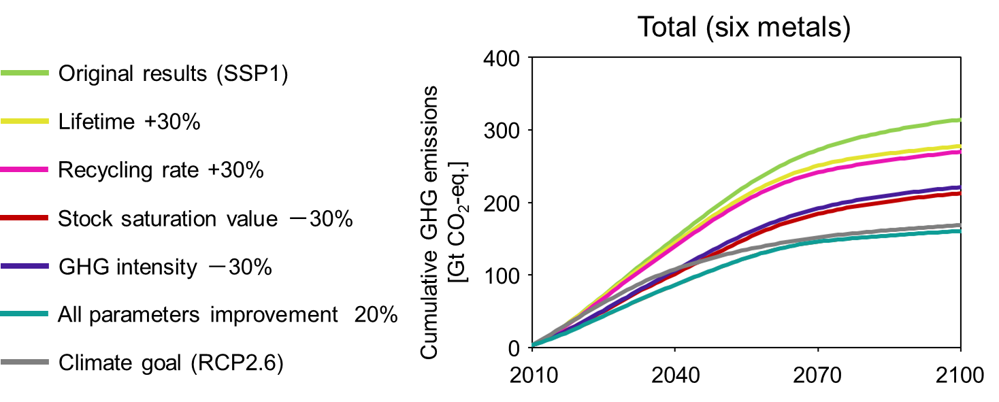 Total (six metals)
Original results (SSP1)
Lifetime +30%
Recycling rate +30%
Stock saturation value －30%
GHG intensity －30%
All parameters improvement 20%
Climate goal (RCP2.6)
Cumulative GHG emissions
[Gt CO₂-eq.]
400
300
200
100
0
2010 2040 2070 2100